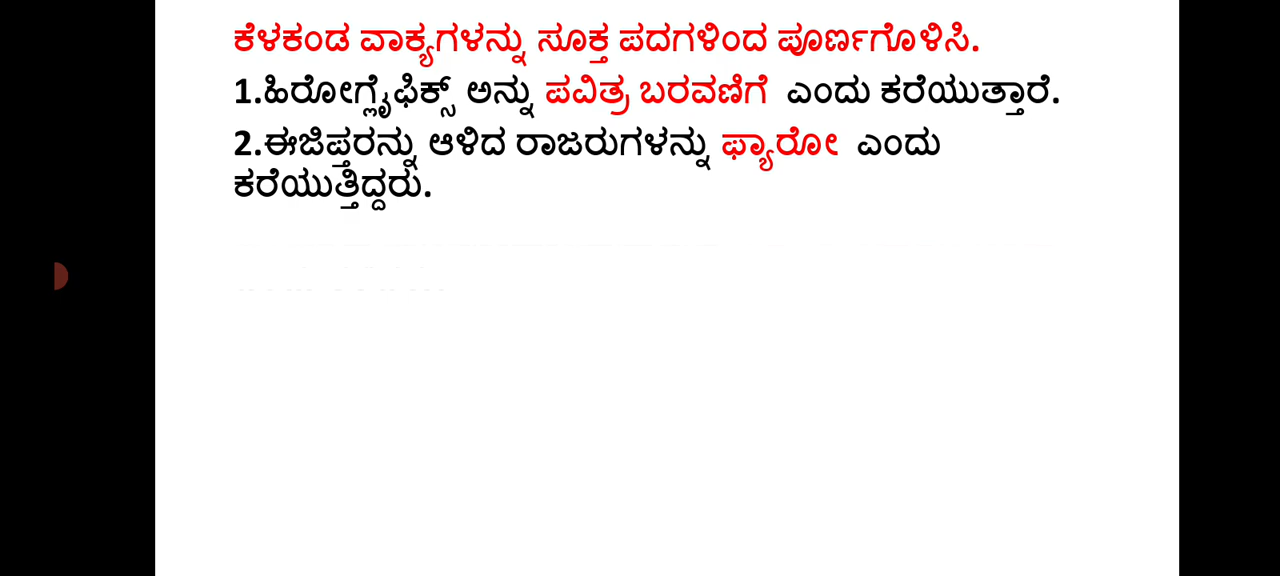 ಕೆಳಕಂಡ ವಾಕ್ಯಗಳನ್ನು ಸೂಕ್ತ ಪದಗಳಿಂದ ಪೂರ್ಣಗೊಳಿಸಿ.
1.ಹಿರೋಗ್ಲೈಫಿಕ್ಸ್ ಅನ್ನು ಪವಿತ್ರ ಬರವಣಿಗೆ ಎಂದು ಕರೆಯುತ್ತಾರೆ.
2.ಈಜಿಪ್ತರನ್ನು ಆಳಿದ ರಾಜರುಗಳನ್ನು ಫ್ಯಾರೋ ಎಂದು
ಕರೆಯುತ್ತಿದ್ದರು.